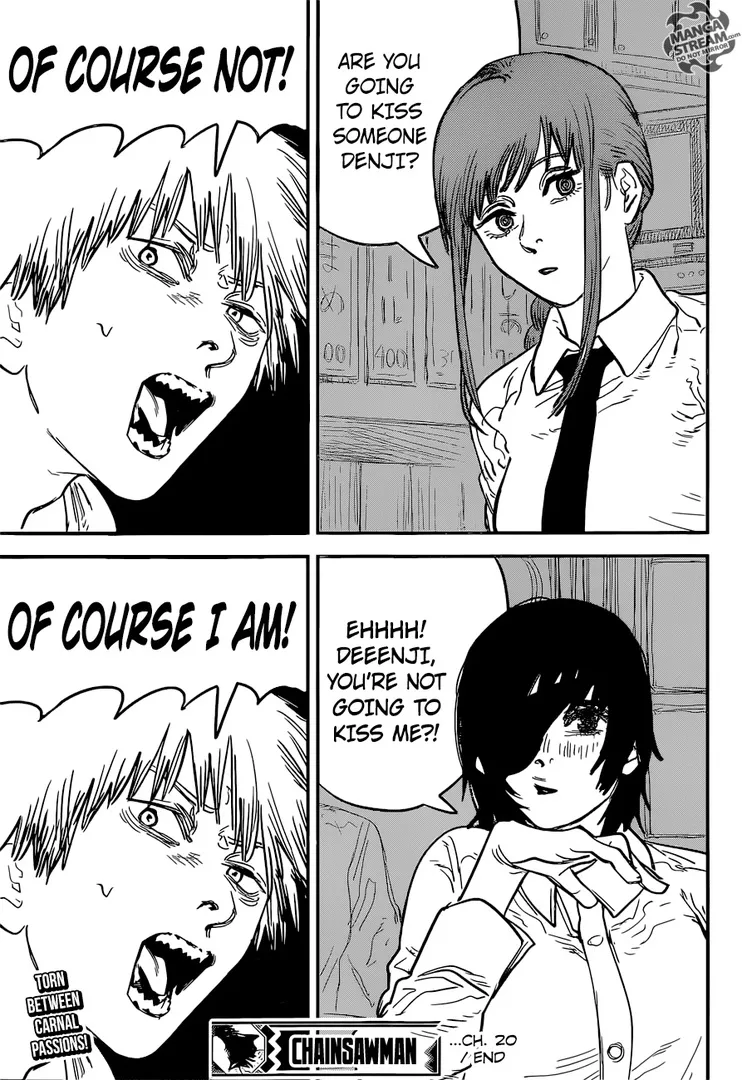 MANGA
STREAM.com
DO NOT MIRROR
ARE YOU
GOING
TO KISS
SOMEONE
DENJI?
OF COURSE NOT!
EHHHH!
DEEENJI,
YOU'RE NOT
GOING TO
KISS ME?!
OF COURSE I AM!
TORN
BETWEEN
CARNAL
PASSIONS!
CHAINSAWMAN
...CH. 20
/ END